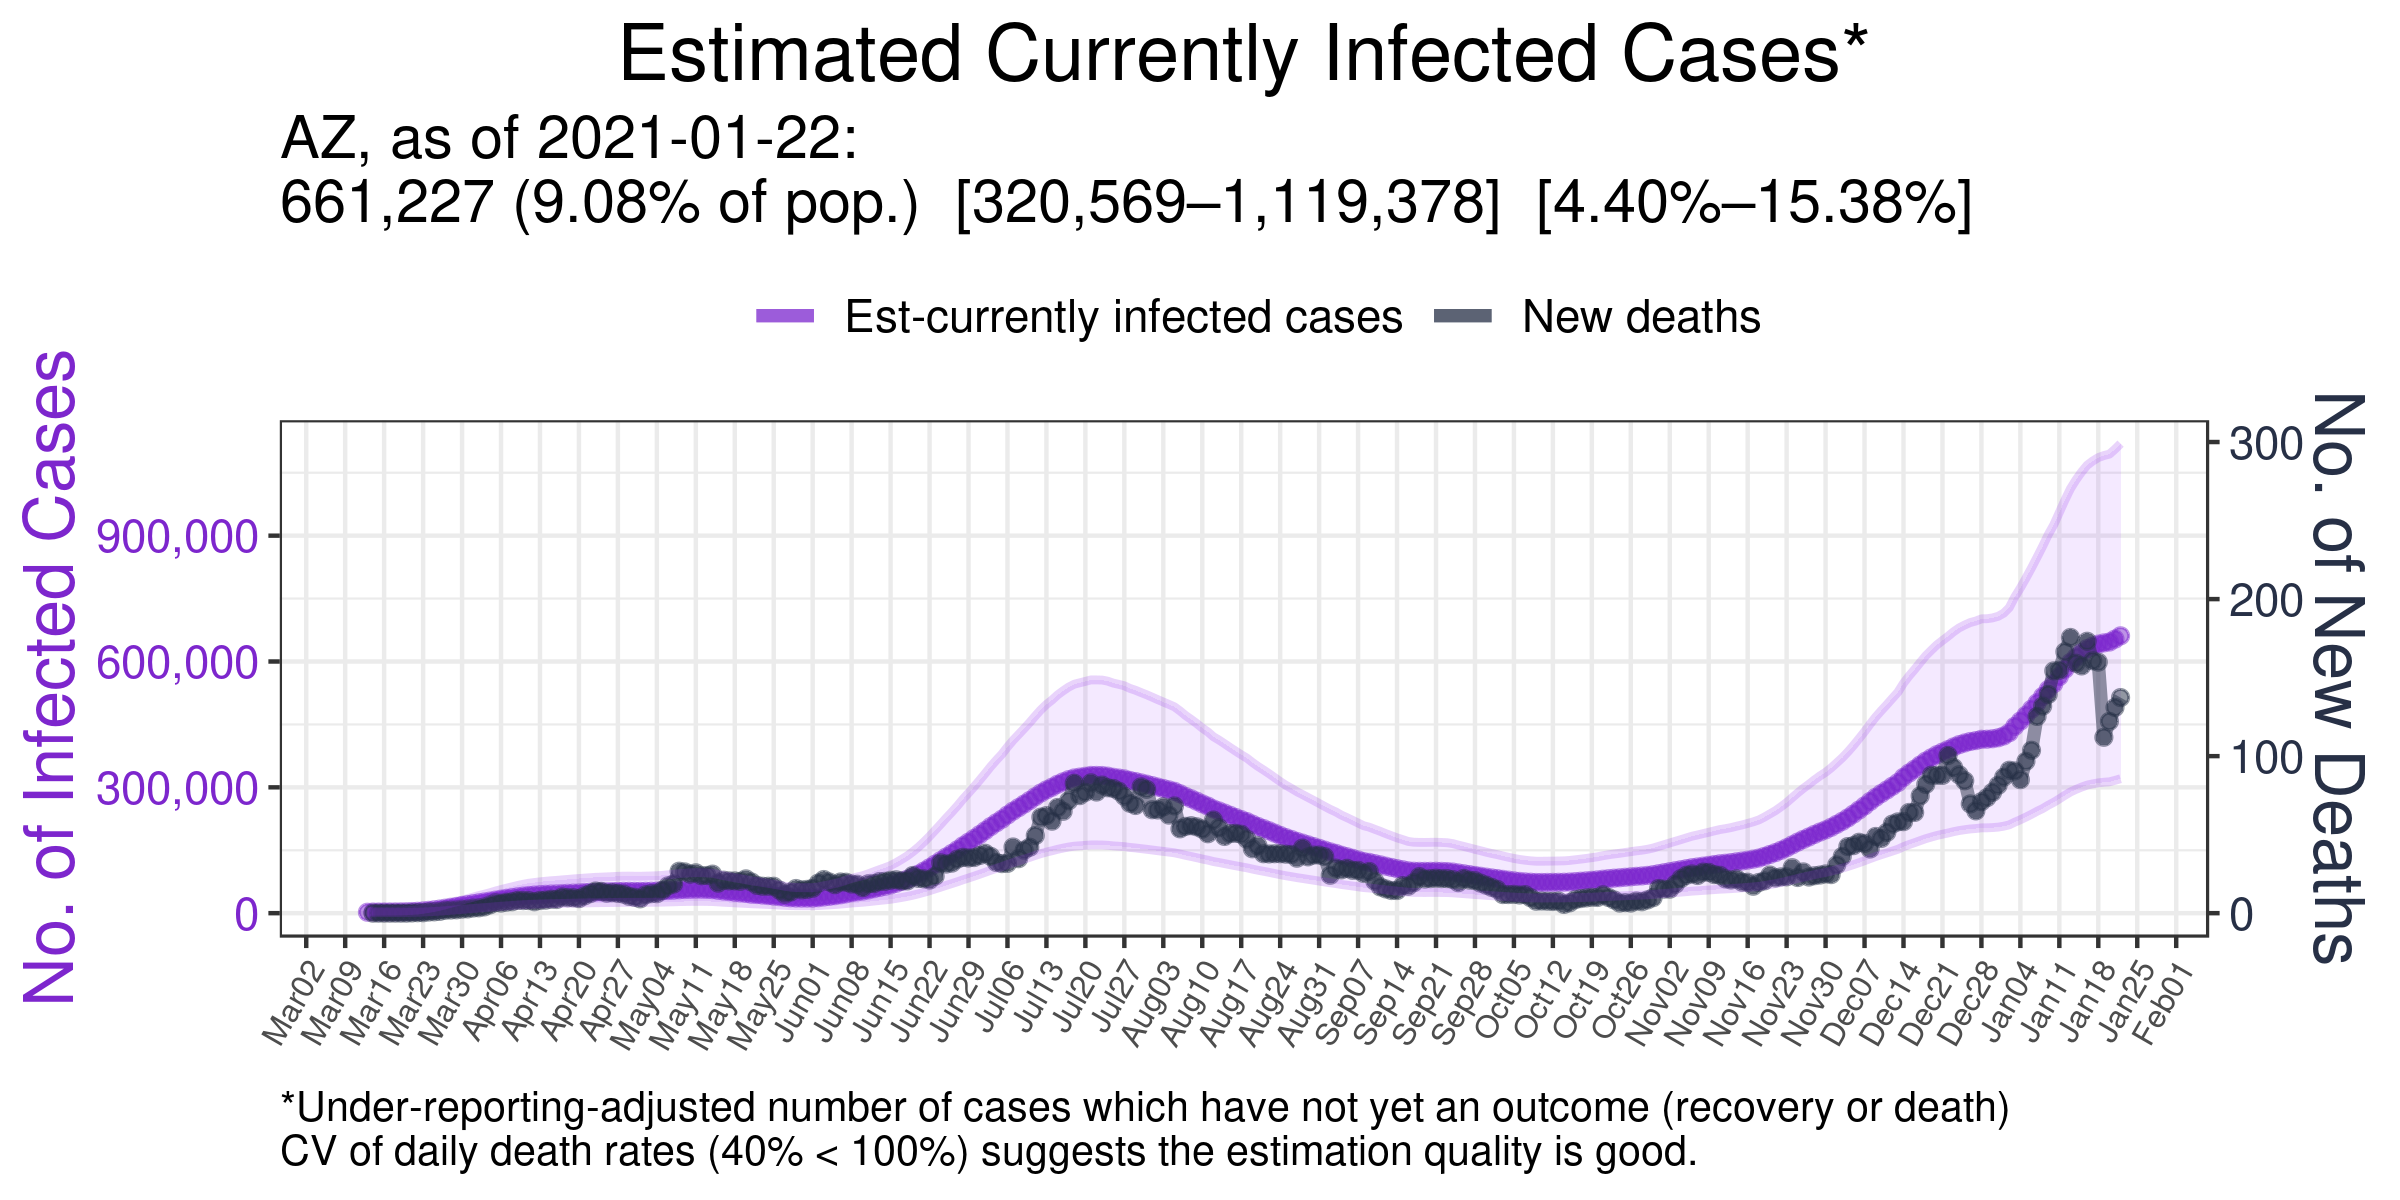 Estimated Currently Infected Cases*
AZ, as of 2021-01-22:
661,227 (9.08% of pop.) [320,569–1,119,378] [4.40%–15.38%]
Est-currently infected cases New deaths
No. of Infected Cases
900,000
600,000
300,000
0
300
200
100
0
No. of New Deaths
Mar02 Mar09 Mar16 Mar23 Mar30 Apr06 Apr13 Apr20 Apr27 May04 May11 May18 May25 Jun01 Jun08 Jun15 Jun22 Jun29 Jul06 Jul13 Jul20 Jul27 Aug03 Aug10 Aug17 Aug24 Aug31 Sep07 Sep14 Sep21 Sep28 Oct05 Oct12 Oct19 Oct26 Nov02 Nov09 Nov16 Nov23 Nov30 Dec07 Dec14 Dec21 Dec28 Jan04 Jan11 Jan18 Jan25 Feb01
*Under-reporting-adjusted number of cases which have not yet an outcome (recovery or death)
CV of daily death rates (40% < 100%) suggests the estimation quality is good.